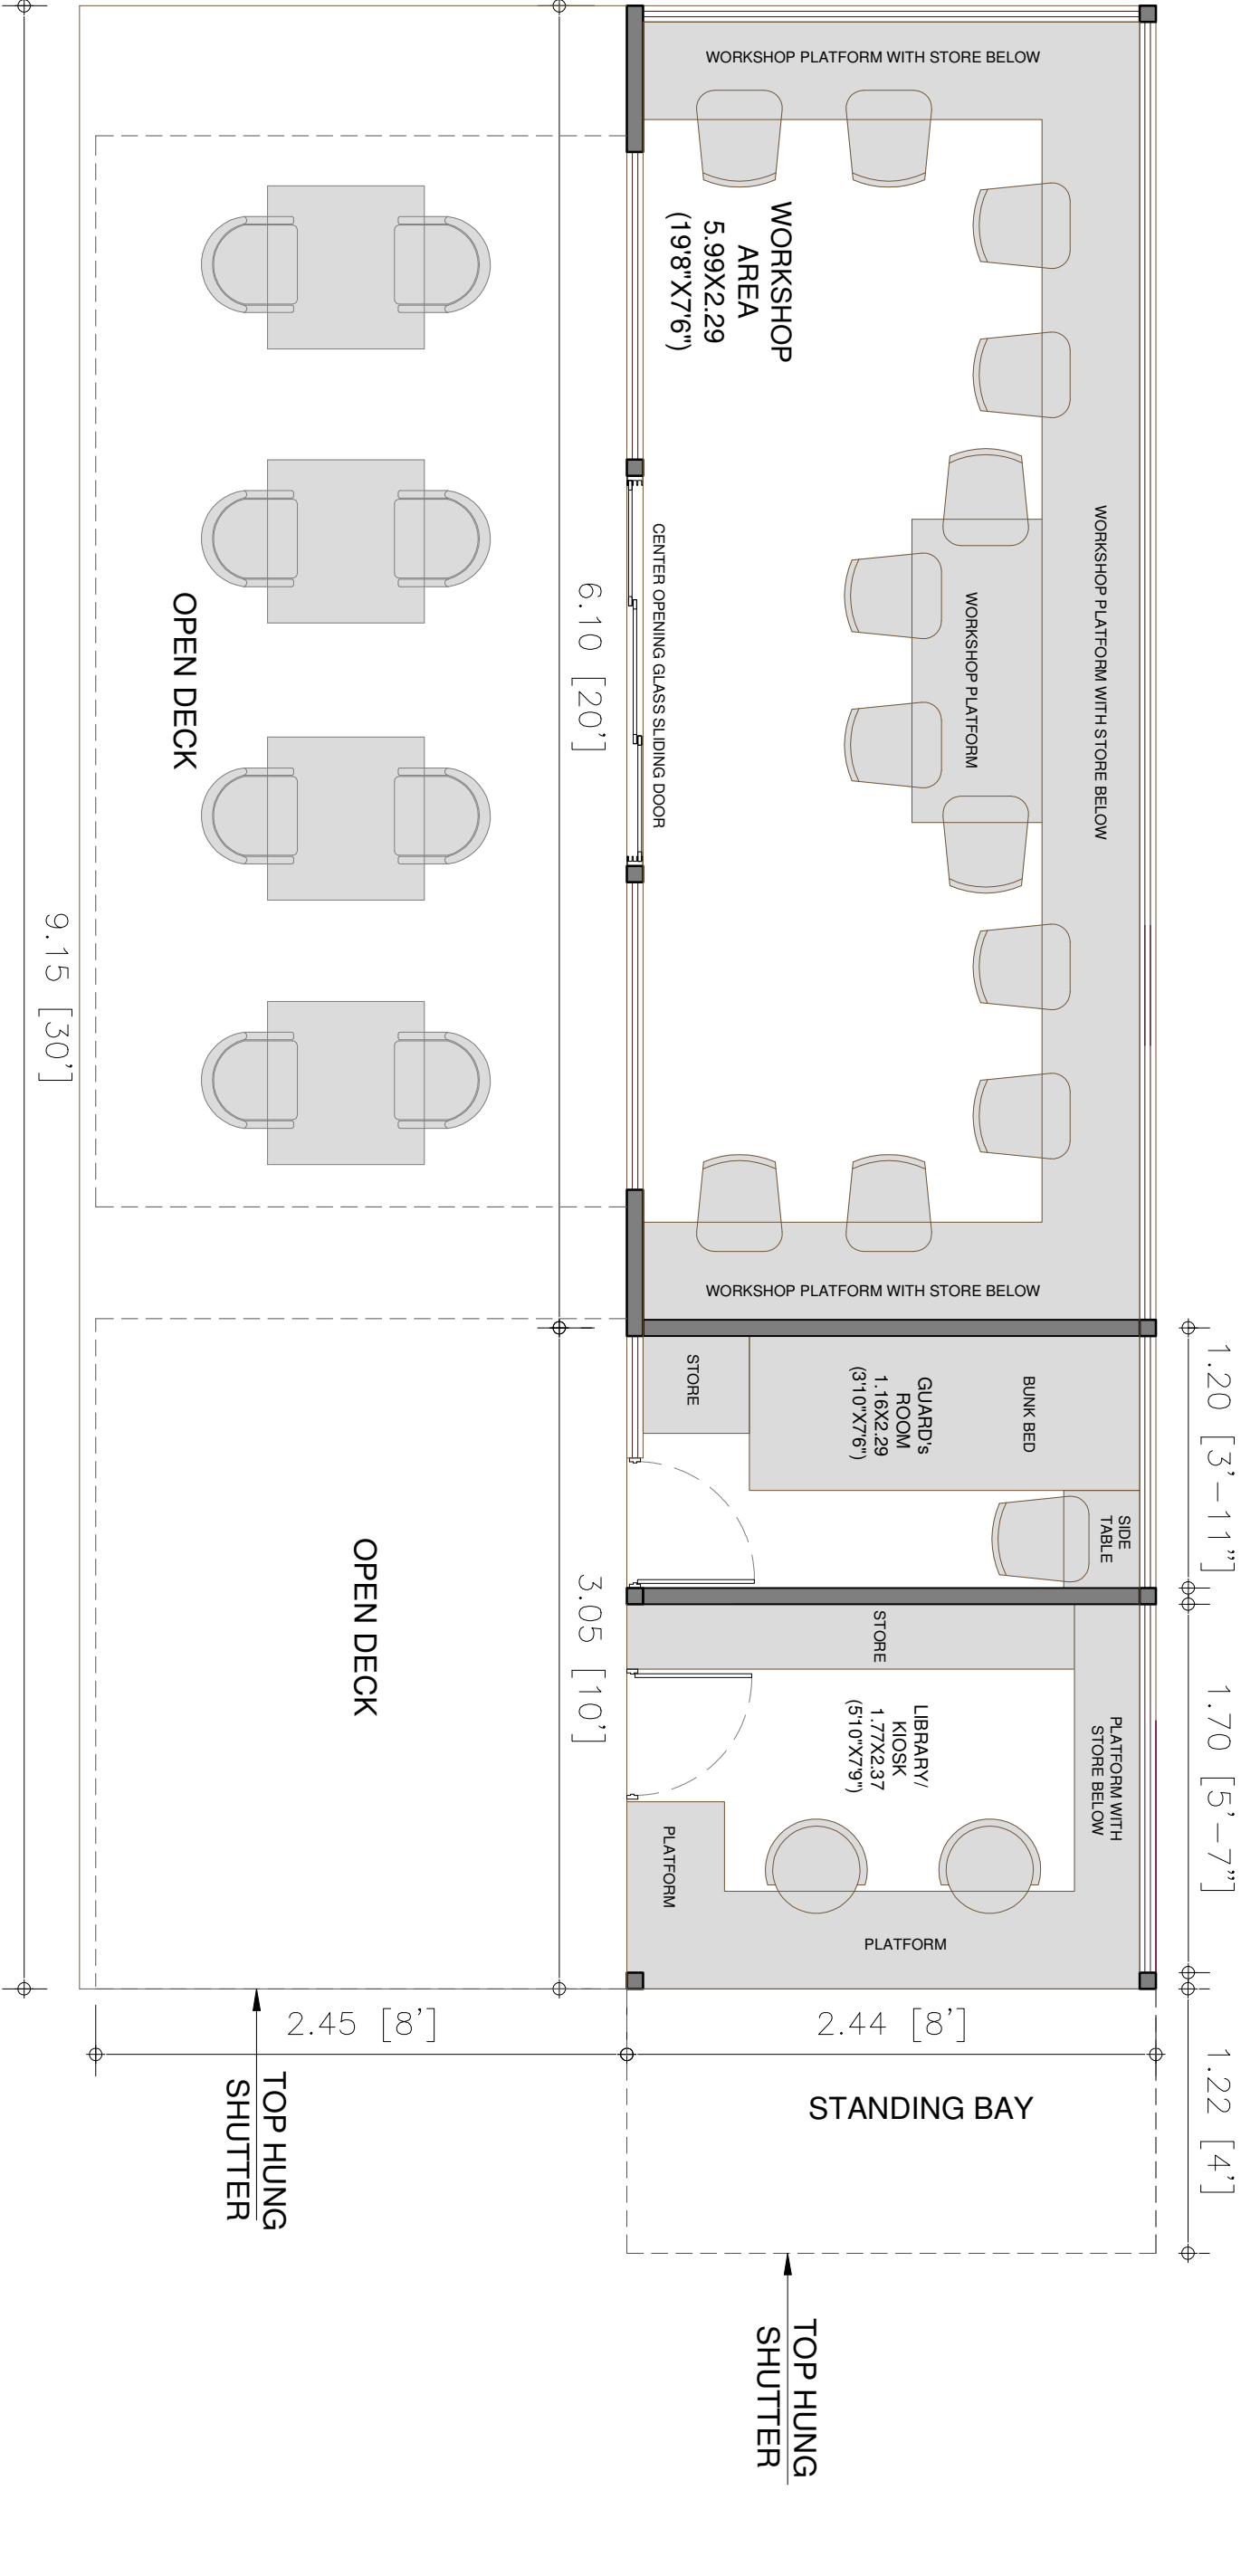 WORKSHOP PLATFORM WITH STORE BELOW
WORKSHOP
AREA
5.99X2.29
(19'8"X7'6")
WORKSHOP PLATFORM WITH STORE BELOW
WORKSHOP PLATFORM
CENTER OPENING GLASS SLIDING DOOR
6.10 [20']
OPEN DECK
9.15 [30']
WORKSHOP PLATFORM WITH STORE BELOW
1.20 [3'-11"]
STORE
GUARD's
ROOM
1.16X2.29
(3'10"X7'6")
BUNK BED
SIDE
TABLE
OPEN DECK
3.05 [10']
STORE
LIBRARY/
KIOSK
1.77X2.37
(5'10"X7'9")
PLATFORM WITH
STORE BELOW
1.70 [5'-7"]
PLATFORM
PLATFORM
2.45 [8']
2.44 [8']
1.22 [4']
STANDING BAY
TOP HUNG
SHUTTER
TOP HUNG
SHUTTER